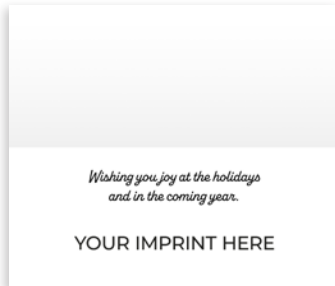 Wishing you joy at the holidays
and in the coming year.
YOUR IMPRINT HERE